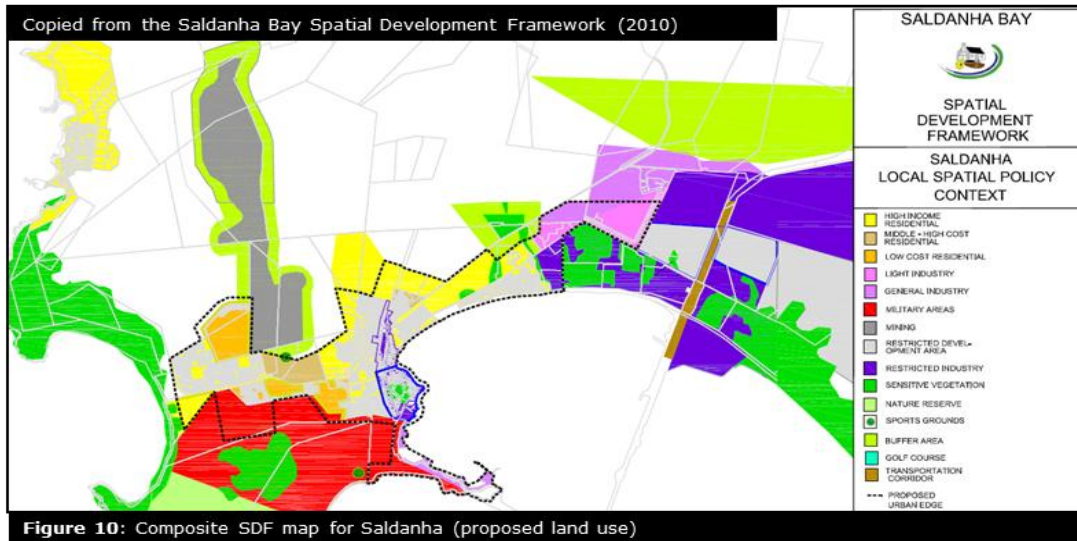 Copied from the Saldanha Bay Spatial Development Framework (2010)
SALDANHA BAY
SPATIAL
DEVELOPMENT
FRAMEWORK
SALDANHA
LOCAL SPATIAL POLICY
CONTEXT
HIGH INCOME
RESIDENTIAL
MIDDLE - HIGH COST
RESIDENTIAL
LOW COST RESIDENTIAL
LIGHT INDUSTRY
GENERAL INDUSTRY
MILITARY AREAS
MINING
RESTRICTED DEVEL-
OPMENT AREA
RESTRICTED INDUSTRY
SENSITIVE VEGETATION
NATURE RESERVE
SPORTS GROUNDS
BUFFER AREA
GOLF COURSE
TRANSPORTATION
CORRIDOR
PROPOSED
URBAN EDGE
Figure 10: Composite SDF map for Saldanha (proposed land use)